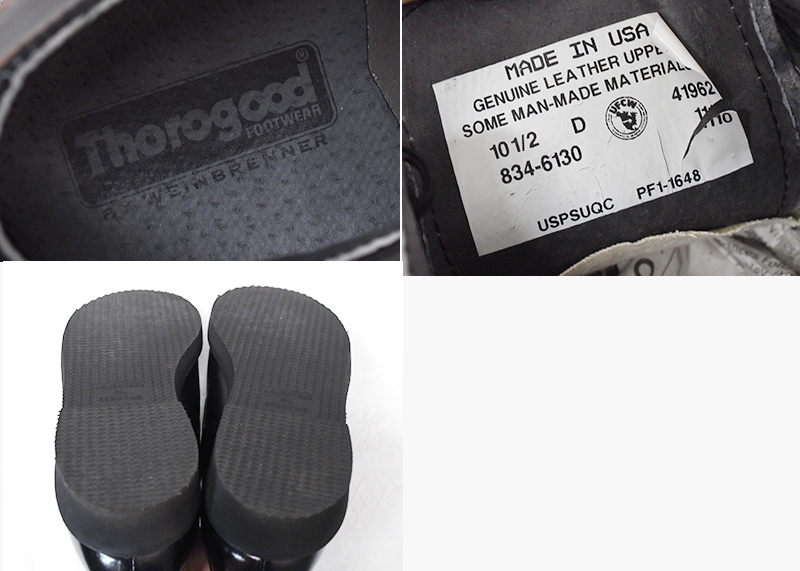 Thorogood ®
FOOTWEAR
BY WEINBRENNER
MADE IN USA
GENUINE LEATHER UPPE
SOME MAN-MADE MATERIAL
10 1/2 D UFCW 41962
834-6130
USPSUQC PF1-1648